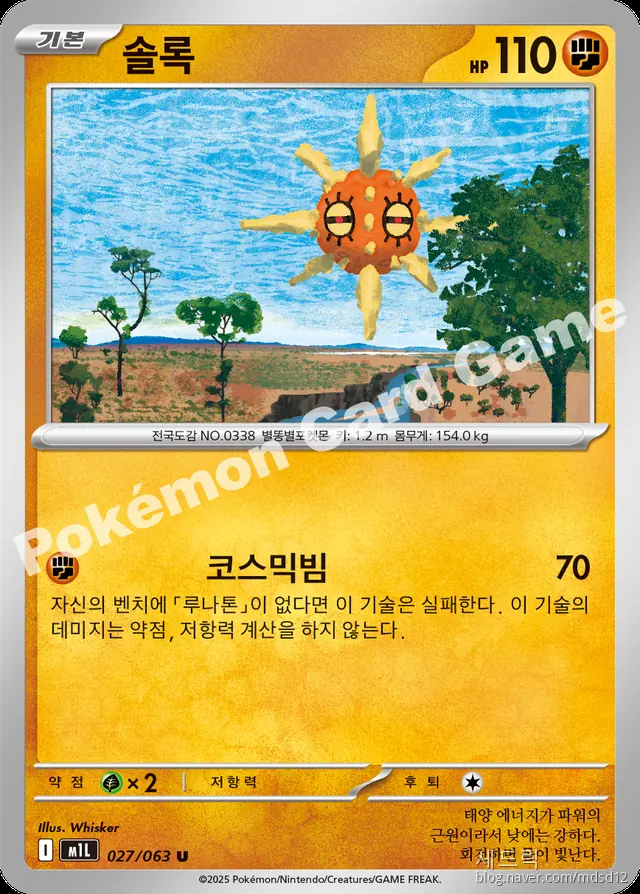 기본
솔록
HP 110
Pokémon Card Game
전국도감 NO.0338 별똥별포켓몬 키: 1.2 m 몸무게: 154.0 kg
코스믹빔 70
자신의 벤치에 「루나톤」이 없다면 이 기술은 실패한다. 이 기술의
데미지는 약점, 저항력 계산을 하지 않는다.
약점 ×2 저항력 후퇴
태양 에너지가 파워의
근원이라서 낮에는 강하다.
회전하면 몸이 빛난다.
Illus. Whisker
I m1L 027/063 U
©2025 Pokémon/Nintendo/Creatures/GAME FREAK.
blog.naver.com/mdsd12